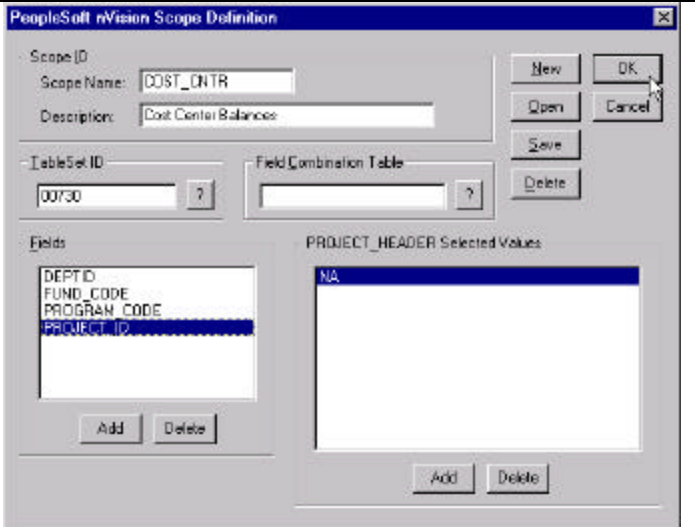 PeopleSoft nVision Scope Definition
Scope ID
Scope Name: COST_CNTR
Description: Cost Center Balances
New OK
Open Cancel
Save
Delete
TableSet ID
00730 ?
Field Combination Table
?
Fields
DEPTID
FUND_CODE
PROGRAM_CODE
PROJECT_ID
Add Delete
PROJECT_HEADER Selected Values
NA
Add Delete